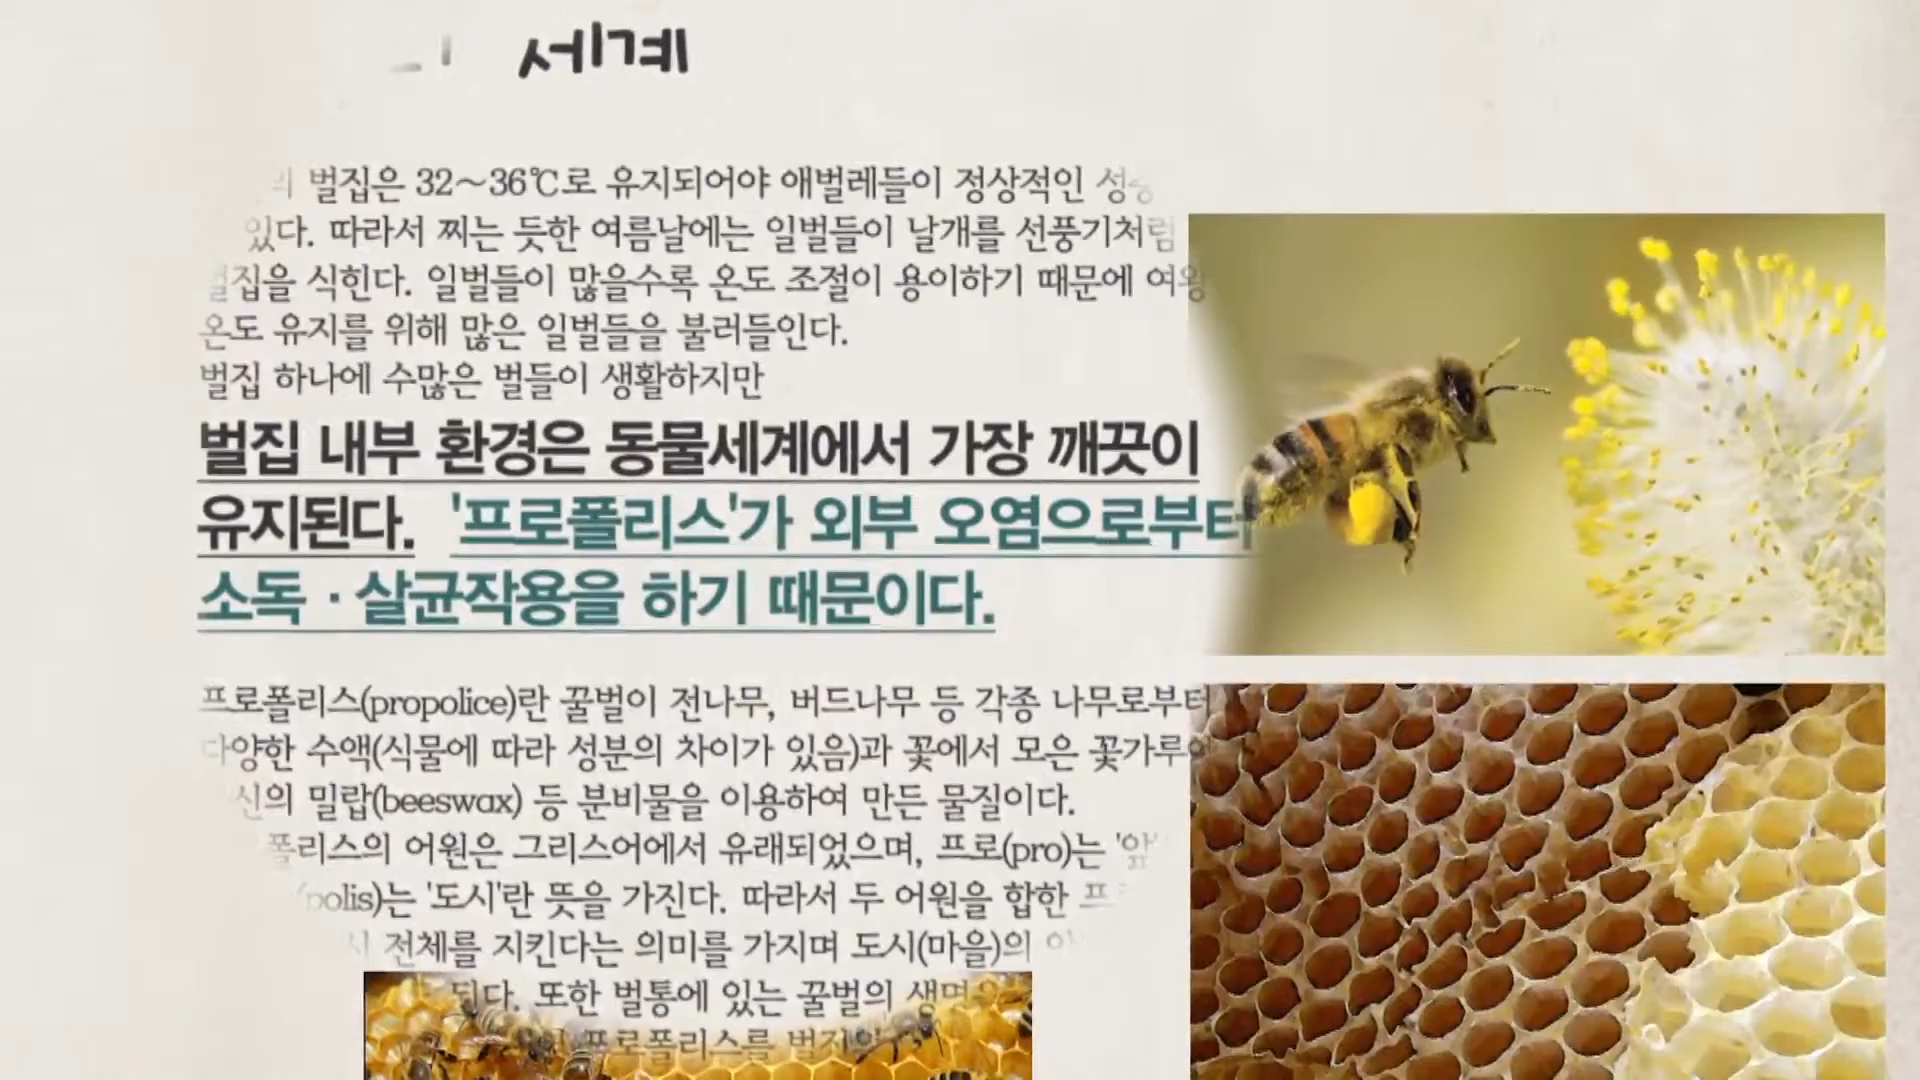 세계
벌집은 32～36℃로 유지되어야 애벌레들이 정상적인
있다. 따라서 찌는 듯한 여름날에는 일벌들이 날개를 선풍기처럼
벌집을 식힌다. 일벌들이 많을수록 온도 조절이 용이하기 때문에
온도 유지를 위해 많은 일벌들을 불러들인다.
벌집 하나에 수많은 벌들이 생활하지만
벌집 내부 환경은 동물세계에서 가장 깨끗이
유지된다. '프로폴리스'가 외부 오염으로부터
소독 · 살균작용을 하기 때문이다.
프로폴리스(propolice)란 꿀벌이 전나무, 버드나무 등 각종 나무로부터
다양한 수액(식물에 따라 성분의 차이가 있음)과 꽃에서 모은
밀랍(beeswax) 등 분비물을 이용하여 만든 물질이다.
어원은 그리스어에서 유래되었으며, 프로(pro)는
(polis)는 '도시'란 뜻을 가진다. 따라서 두 어원을 합한
전체를 지킨다는 의미를 가지며 도시(마을)의
또한 벌통에 있는 꿀벌의
프로폴리스를